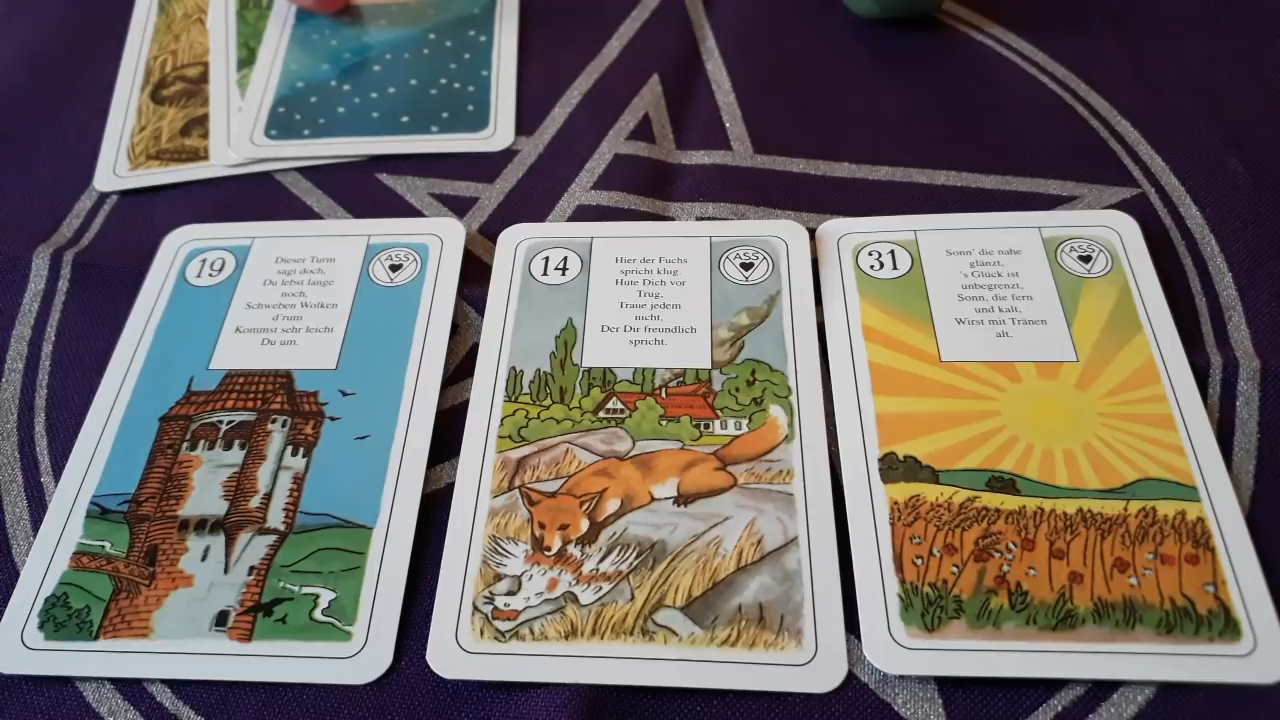 19
Dieser Turm
sagt doch,
Du lebst lange
noch,
Schweben Wolken
d'rum
Kommst sehr leicht
Du um.
ASS
14
Hier der Fuchs
spricht klug.
Hute Dich vor
Trug,
Traue jedem
nicht,
Der Dir freundlich
spricht.
ASS
31
Sonn' die nahe
glänzt,
's Glück ist
unbegrenzt,
Sonn, die fern
und kalt,
Wirst mit Tränen
alt.
ASS